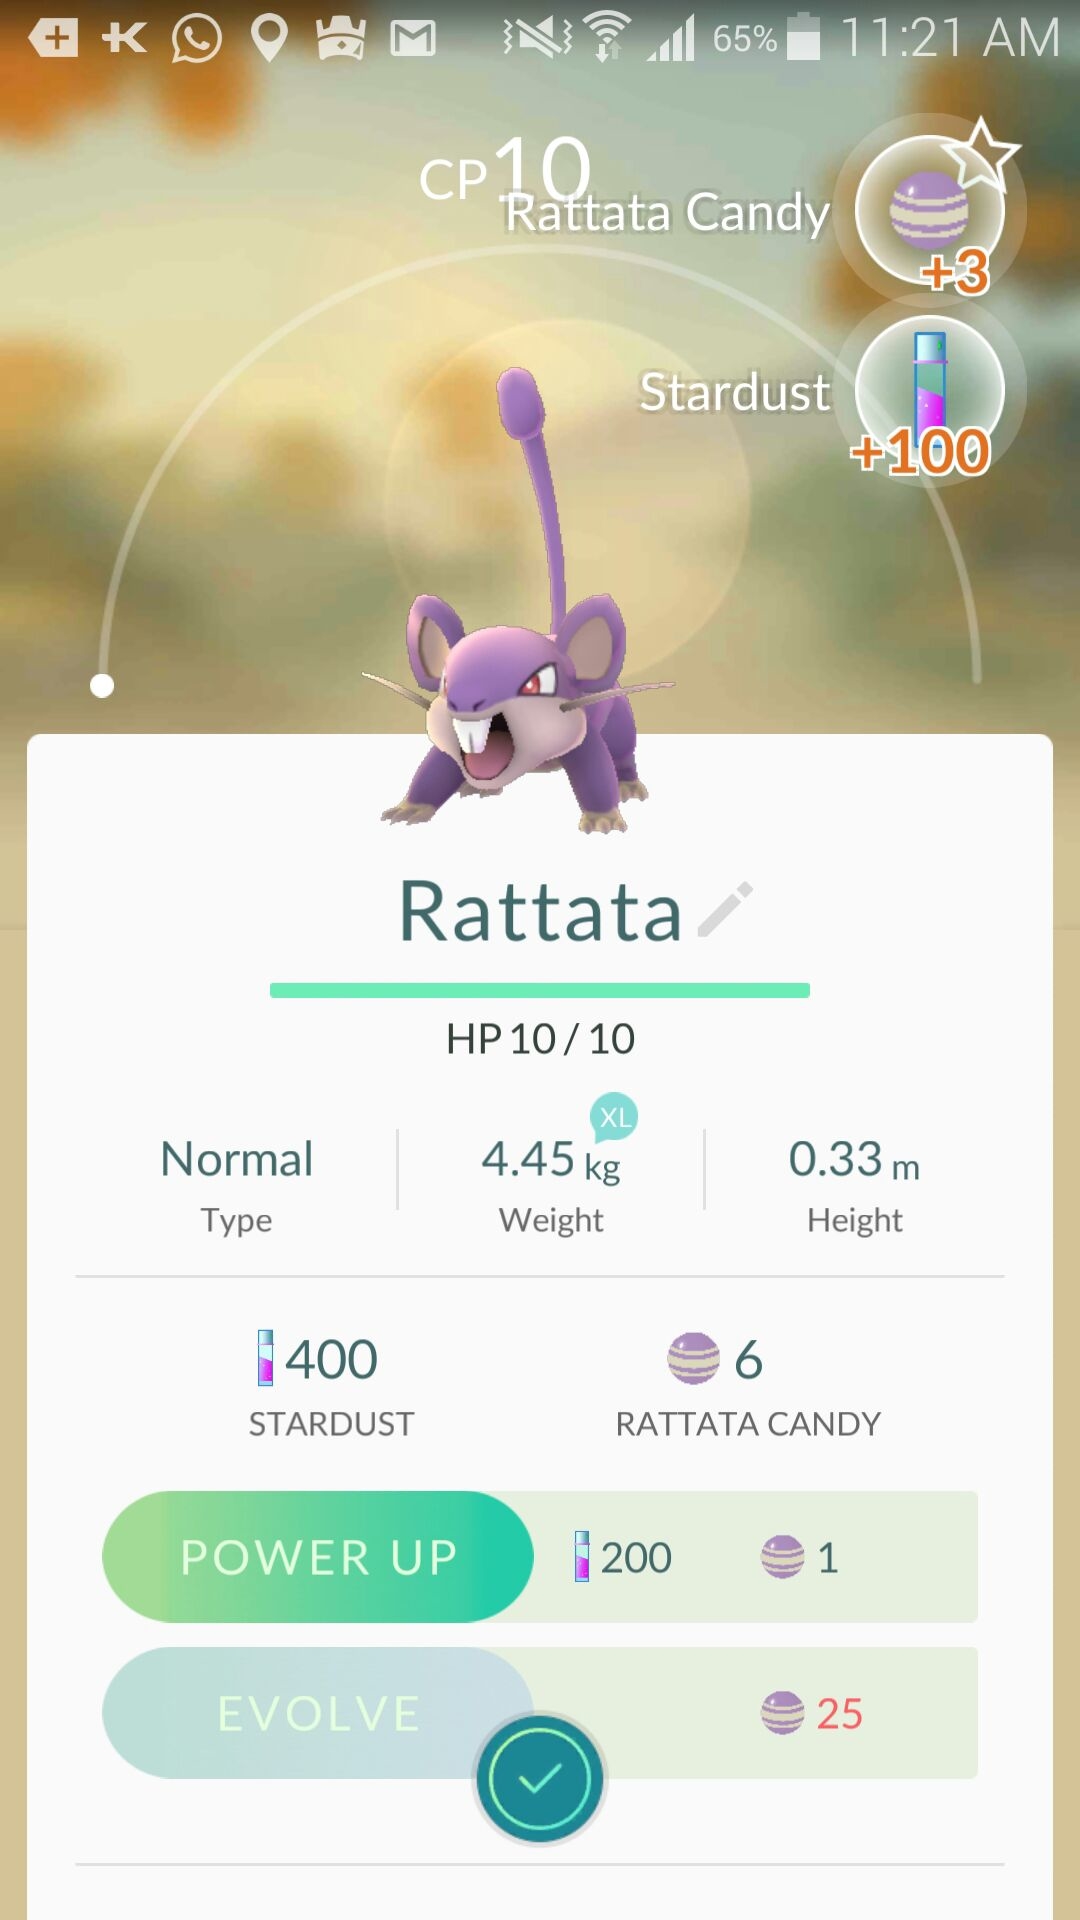 65% 11:21 AM
CP10
Rattata Candy
+3
Stardust
+100
Rattata
HP 10 / 10
XL
Normal 4.45 kg 0.33 m
Type Weight Height
400 6
STARDUST RATTATA CANDY
POWER UP 200 1
EVOLVE 25